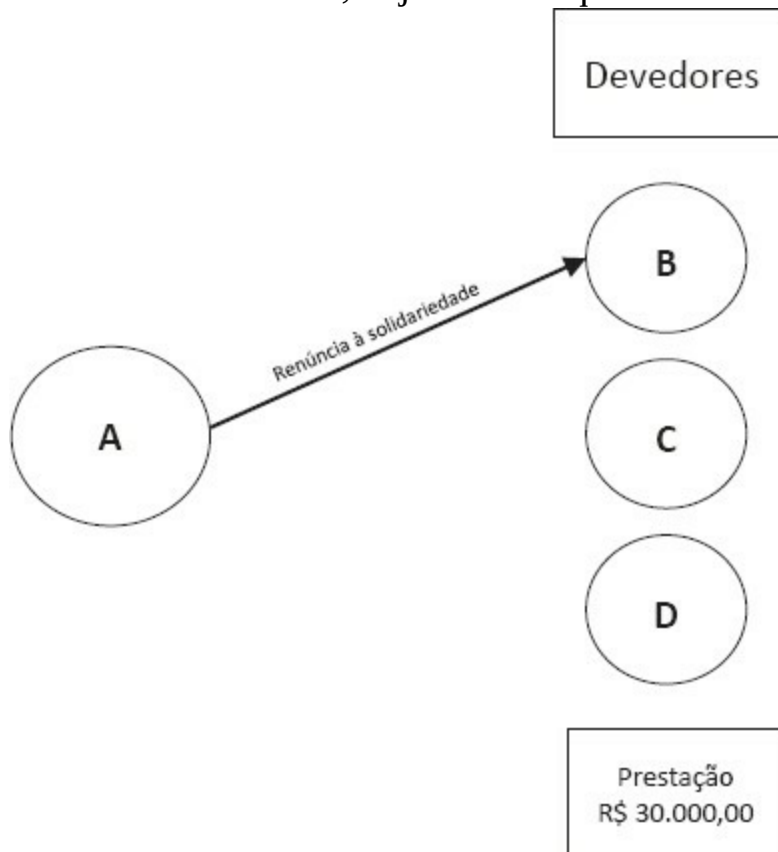 Devedores
B
Renúncia à solidariedade
A
C
D
Prestação
R$ 30.000,00